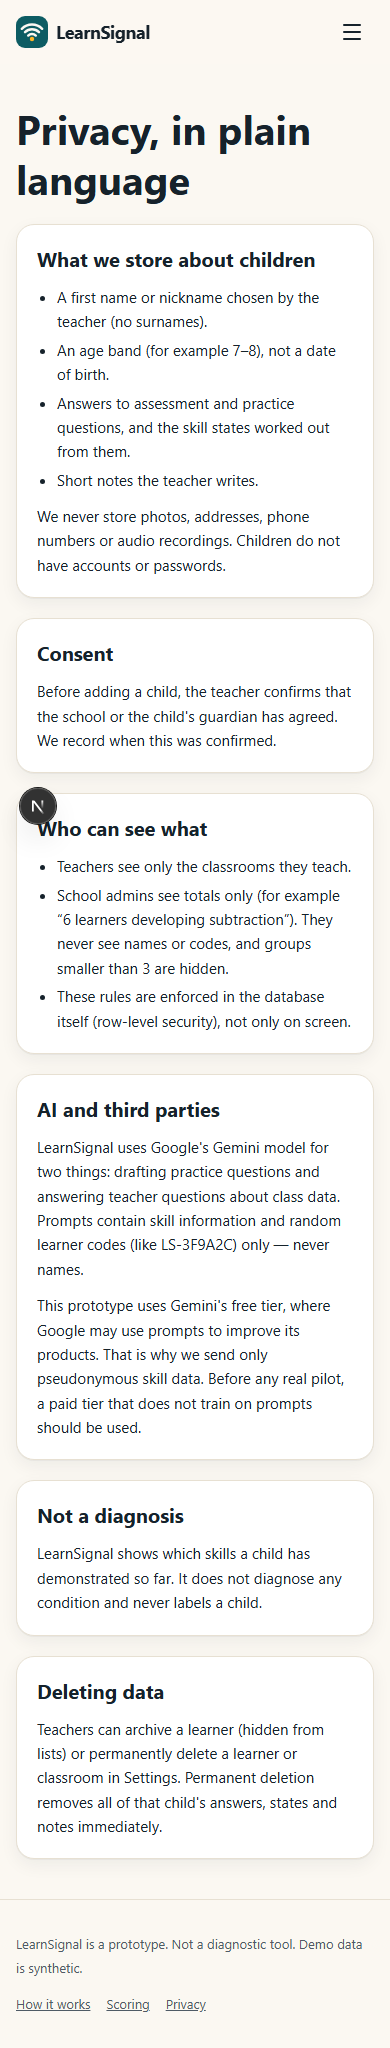 LearnSignal
Privacy, in plain
language
What we store about children
• A first name or nickname chosen by the
teacher (no surnames).
• An age band (for example 7–8), not a date
of birth.
• Answers to assessment and practice
questions, and the skill states worked out
from them.
• Short notes the teacher writes.
We never store photos, addresses, phone
numbers or audio recordings. Children do not
have accounts or passwords.
Consent
Before adding a child, the teacher confirms that
the school or the child's guardian has agreed.
We record when this was confirmed.
N
Who can see what
• Teachers see only the classrooms they teach.
• School admins see totals only (for example
“6 learners developing subtraction”). They
never see names or codes, and groups
smaller than 3 are hidden.
• These rules are enforced in the database
itself (row-level security), not only on screen.
AI and third parties
LearnSignal uses Google's Gemini model for
two things: drafting practice questions and
answering teacher questions about class data.
Prompts contain skill information and random
learner codes (like LS-3F9A2C) only — never
names.
This prototype uses Gemini's free tier, where
Google may use prompts to improve its
products. That is why we send only
pseudonymous skill data. Before any real pilot,
a paid tier that does not train on prompts
should be used.
Not a diagnosis
LearnSignal shows which skills a child has
demonstrated so far. It does not diagnose any
condition and never labels a child.
Deleting data
Teachers can archive a learner (hidden from
lists) or permanently delete a learner or
classroom in Settings. Permanent deletion
removes all of that child's answers, states and
notes immediately.
LearnSignal is a prototype. Not a diagnostic tool. Demo data
is synthetic.
How it works Scoring Privacy